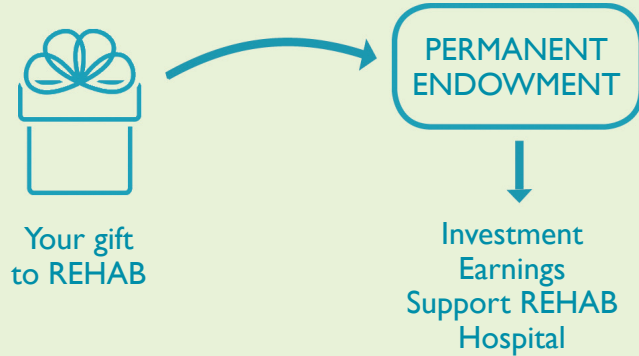 Your gift
to REHAB
PERMANENT
ENDOWMENT
Investment
Earnings
Support REHAB
Hospital